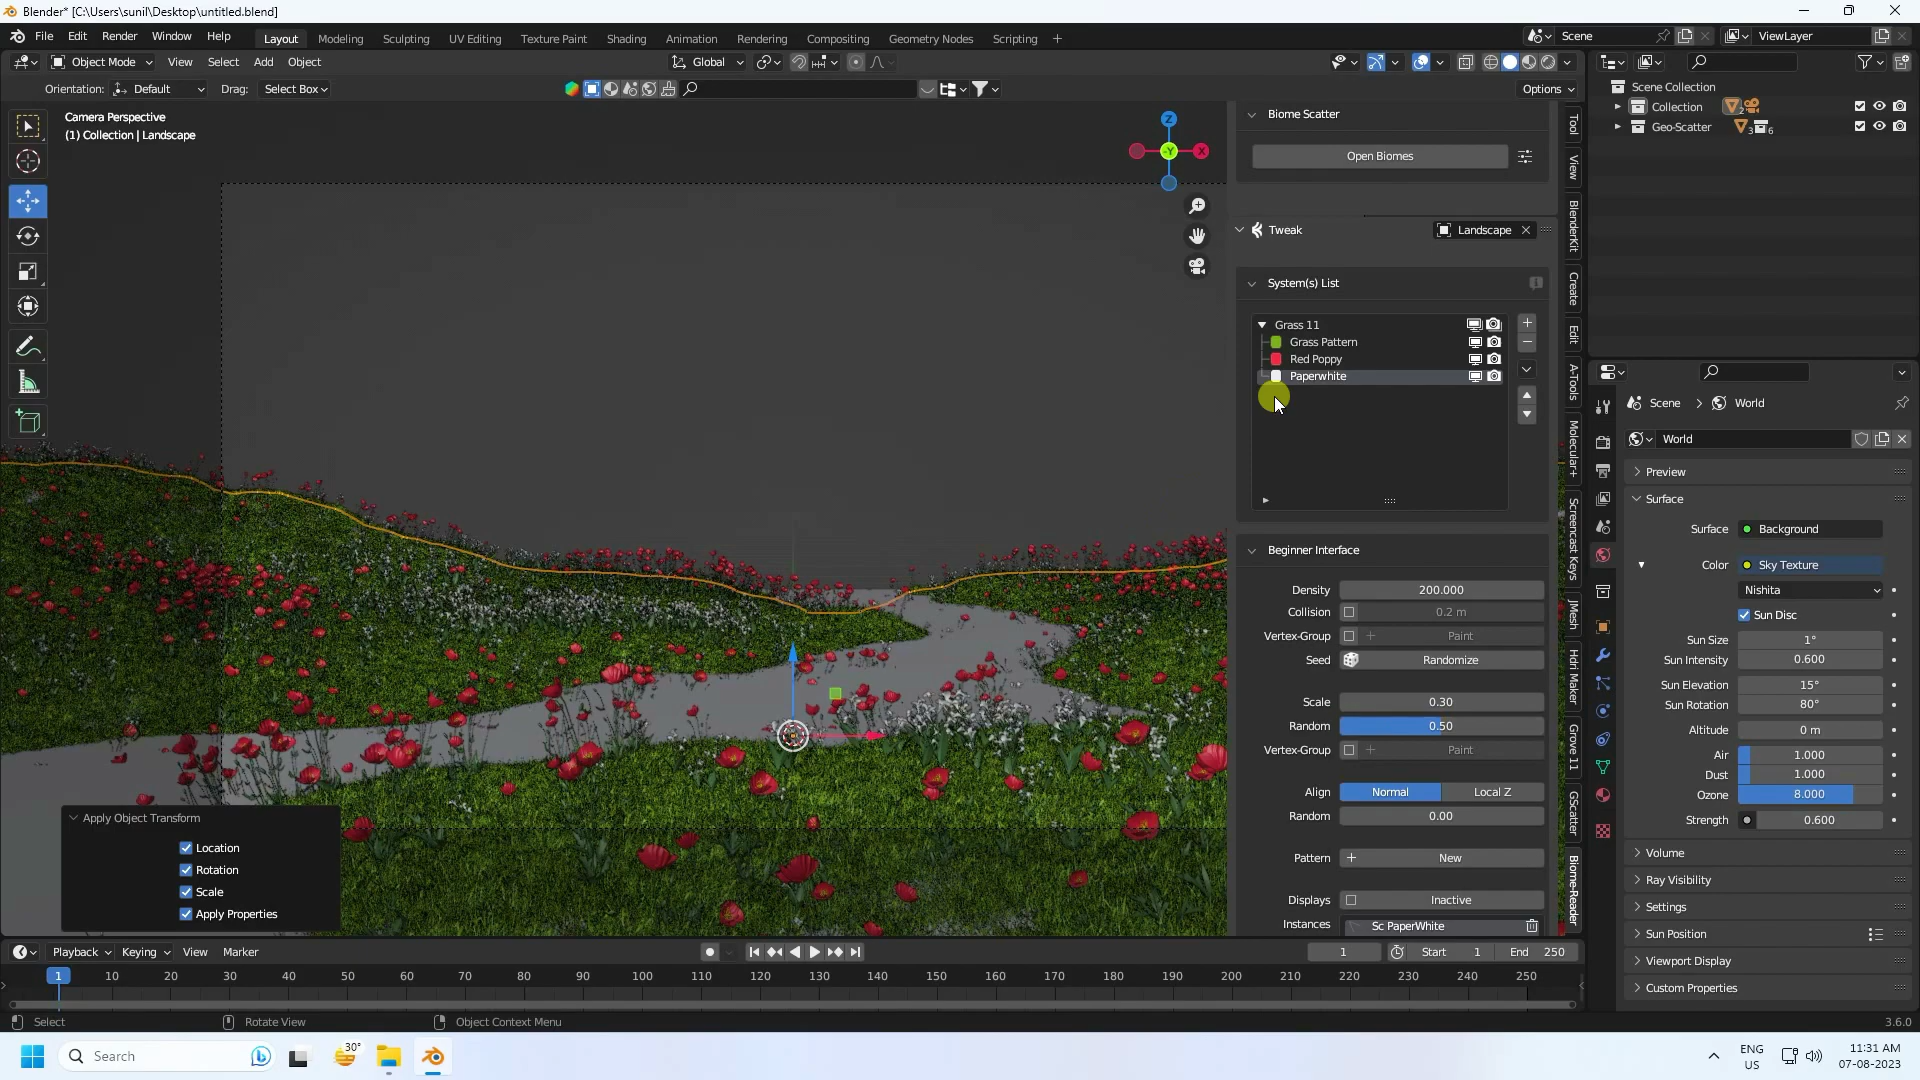 Blender* [C:\Users\sunil\Desktop\untitled.blend]
File Edit Render Window Help Layout Modeling Sculpting UV Editing Texture Paint Shading Animation Rendering Compositing Geometry Nodes Scripting + Scene ViewLayer
Object Mode View Select Add Object Global
Orientation: Default Drag: Select Box Options
Camera Perspective
(1) Collection | Landscape
Z
-Y
X
Biome Scatter
Open Biomes
Tweak Landscape
System(s) List
Grass 11
Grass Pattern
Red Poppy
Paperwhite
Beginner Interface
Density 200.000
Collision 0.2 m
Vertex-Group Paint
Seed Randomize
Scale 0.30
Random 0.50
Vertex-Group Paint
Align Normal Local Z
Random 0.00
Pattern New
Displays Inactive
Instances Sc PaperWhite
Tool
View
BlenderKit
Create
Edit
A-Tools
Molecular+
Screencast Keys
JMesh
Hdri Maker
Grove 11
GScatter
Biome-Reader
Scene Collection
Collection 2
Geo-Scatter 3 6
Scene World
World
Preview
Surface
Surface Background
Color Sky Texture
Nishita
Sun Disc
Sun Size 1°
Sun Intensity 0.600
Sun Elevation 15°
Sun Rotation 80°
Altitude 0 m
Air 1.000
Dust 1.000
Ozone 8.000
Strength 0.600
Volume
Ray Visibility
Settings
Sun Position
Viewport Display
Custom Properties
Apply Object Transform
Location
Rotation
Scale
Apply Properties
Playback Keying View Marker 1 Start 1 End 250
1 10 20 30 40 50 60 70 80 90 100 110 120 130 140 150 160 170 180 190 200 210 220 230 240 250
Select Rotate View Object Context Menu 3.6.0
Search 30° ENG US 11:31 AM 07-08-2023